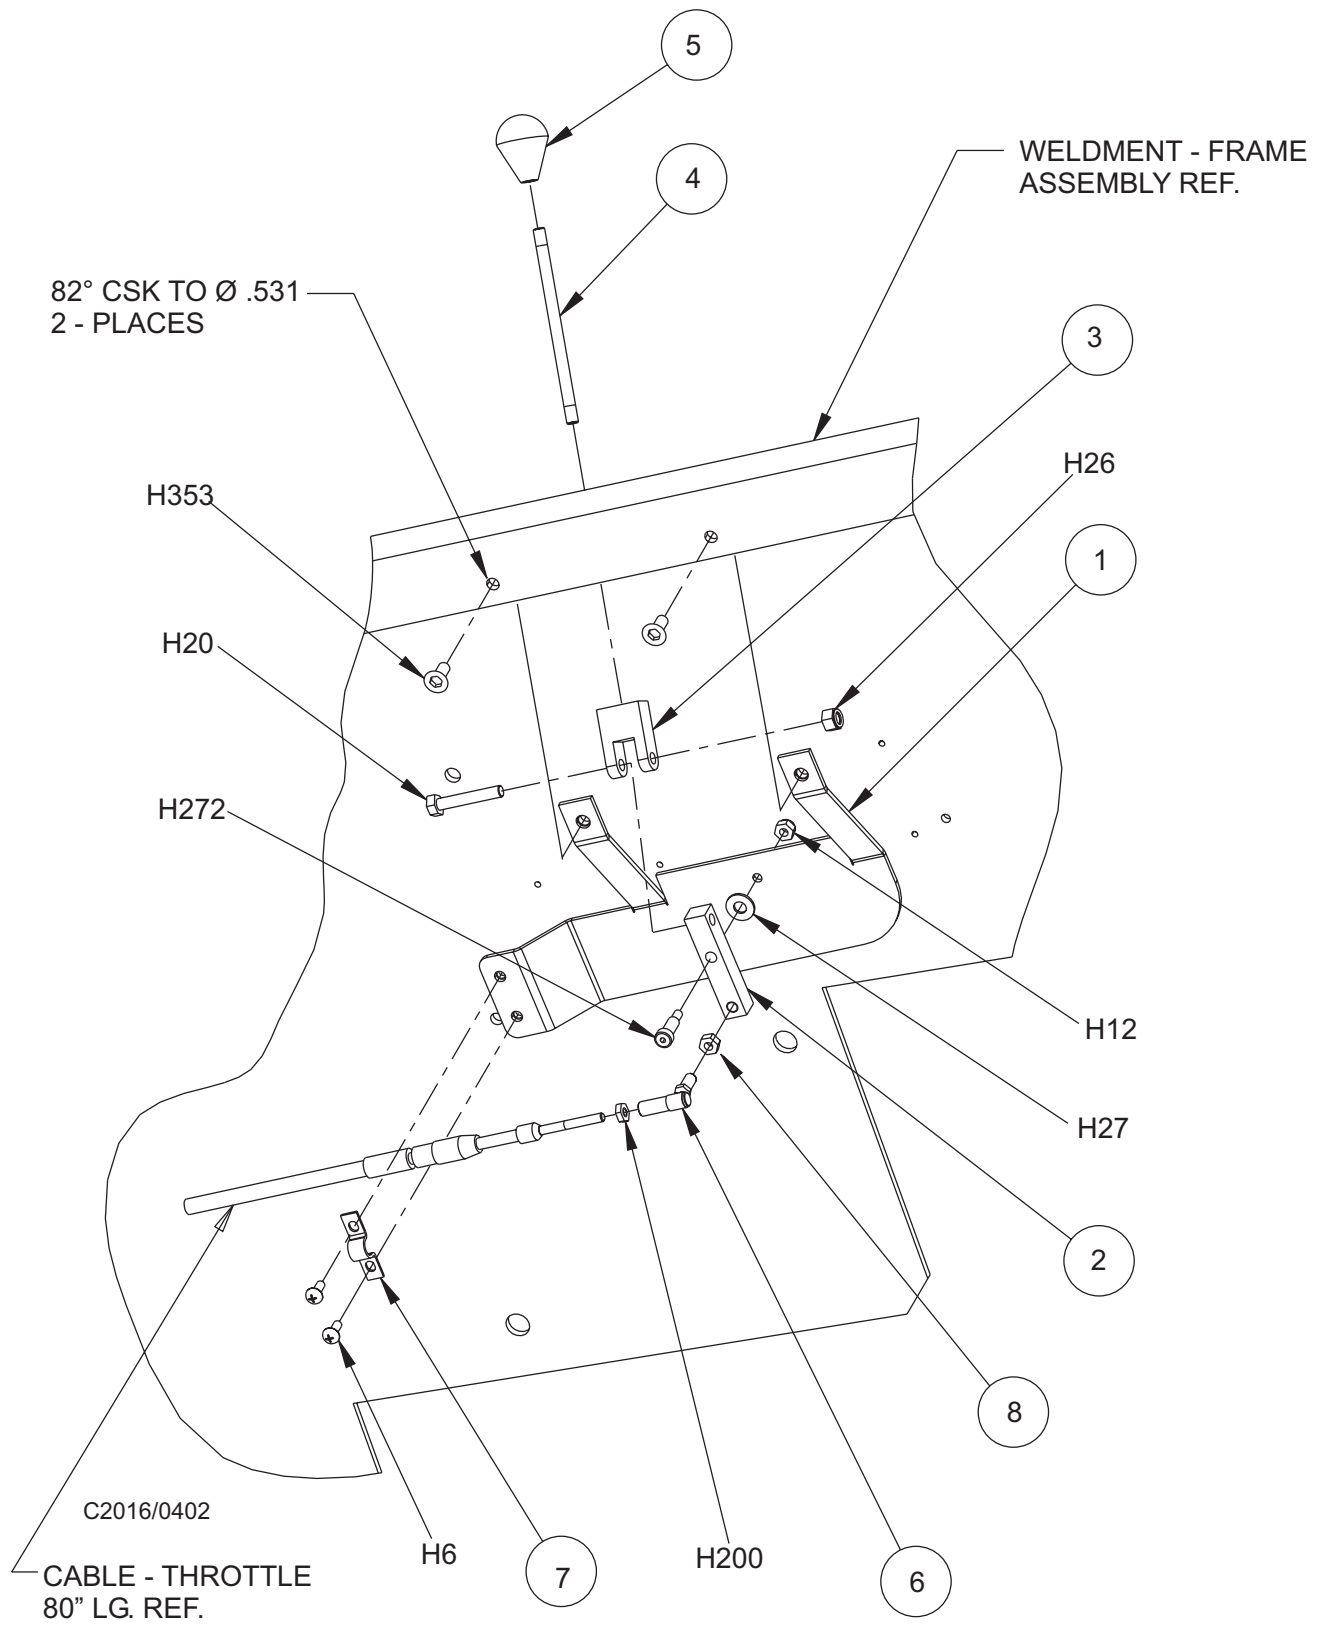 5
WELDMENT - FRAME
ASSEMBLY REF.
4
82° CSK TO Ø .531
2 - PLACES
3
H26
H353
1
H20
H272
H12
H27
2
8
C2016/0402
H6
H200
7
6
CABLE - THROTTLE
80” LG. REF.